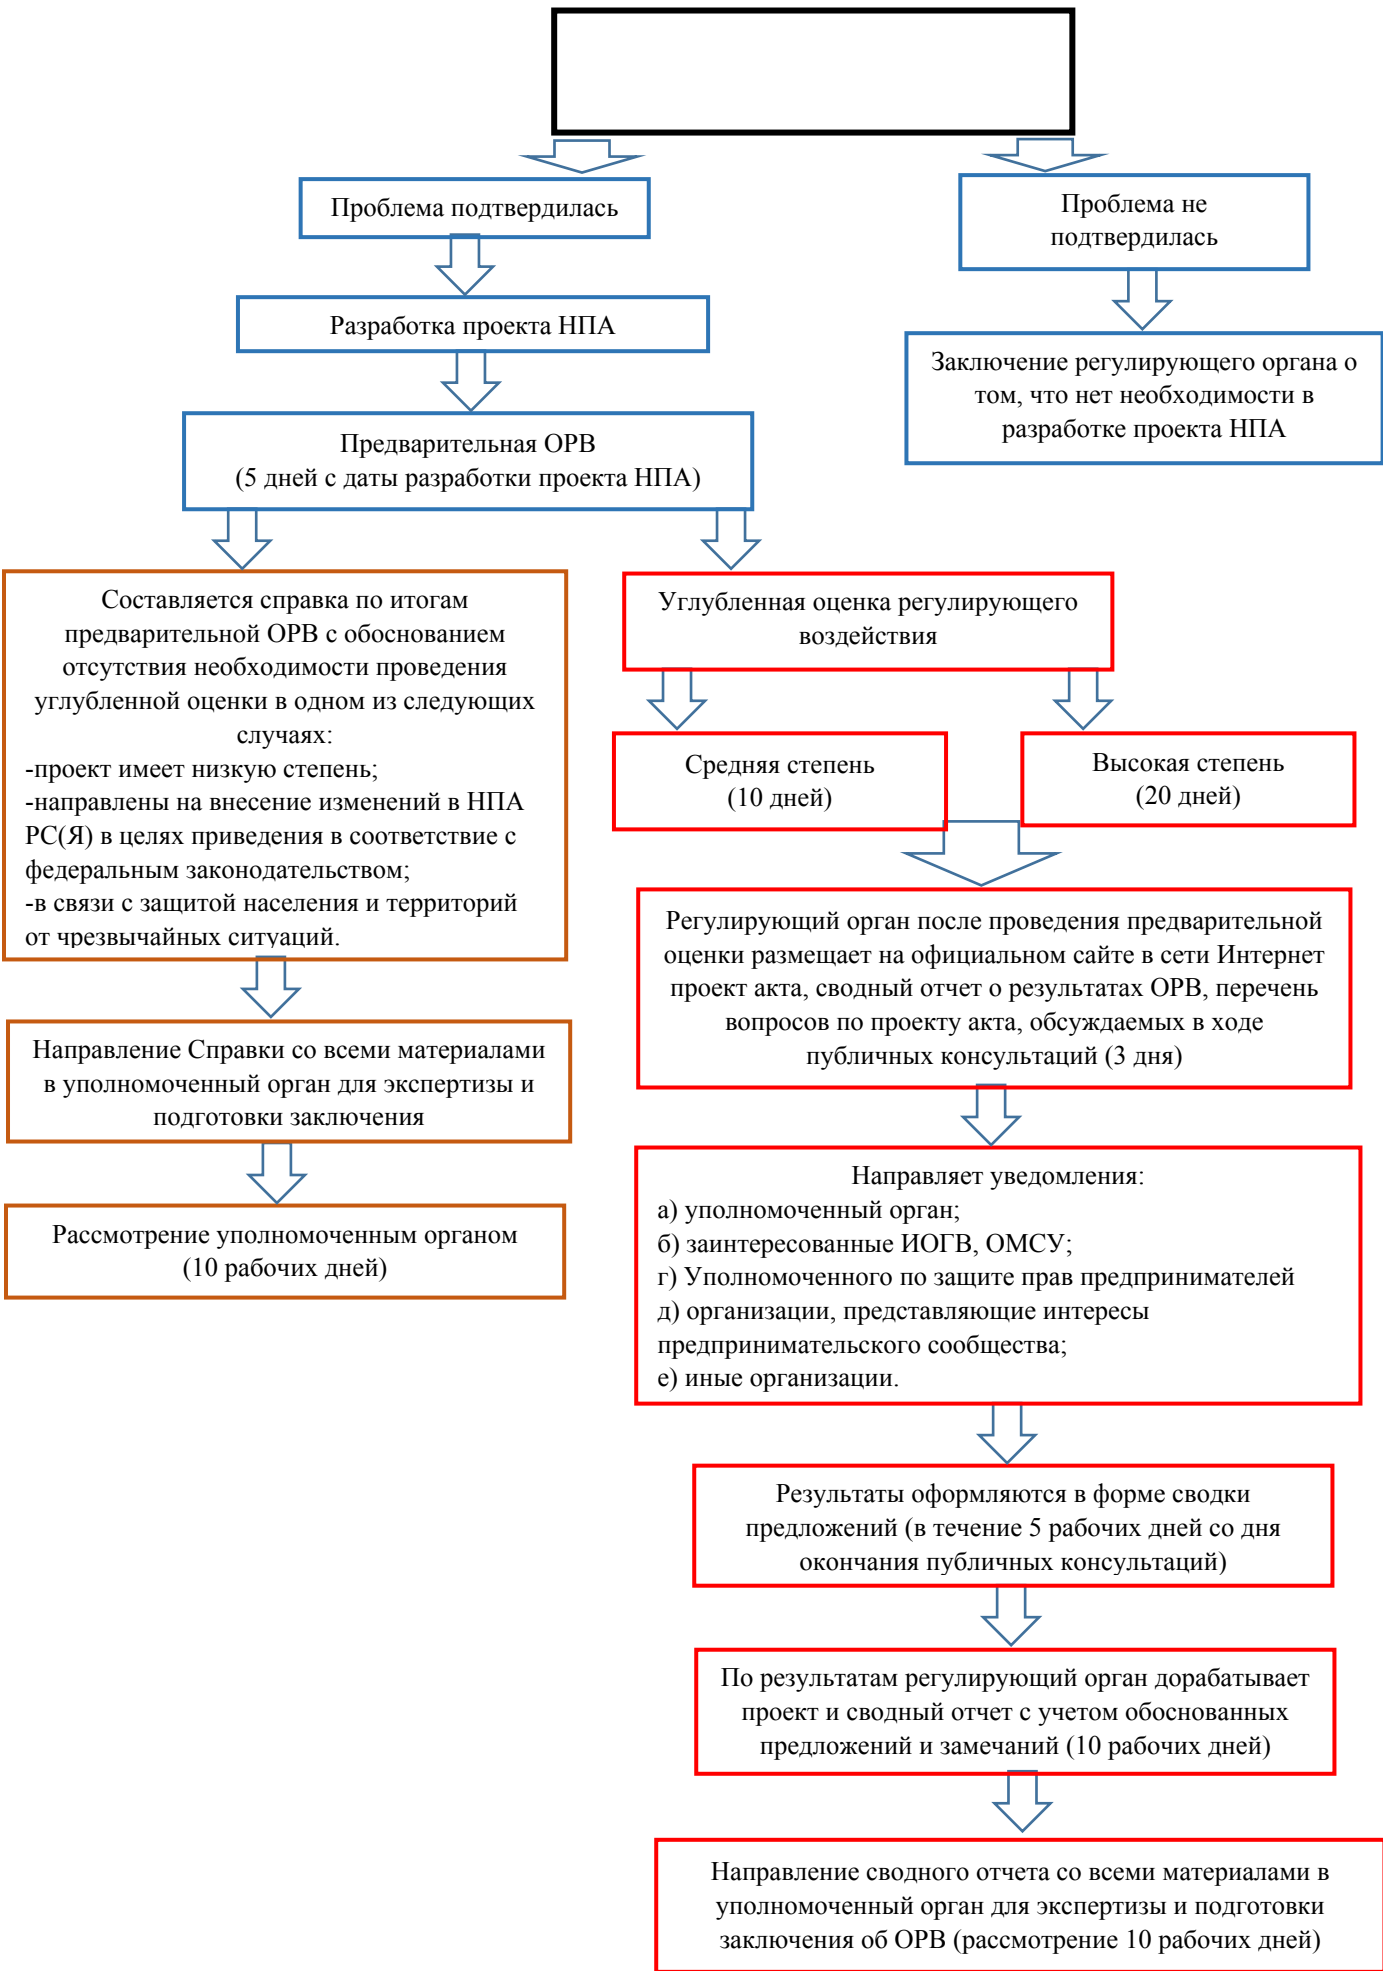 Проблема подтвердилась
Проблема не
подтвердилась
Разработка проекта НПА
Заключение регулирующего органа о
том, что нет необходимости в
разработке проекта НПА
Предварительная ОРВ
(5 дней с даты разработки проекта НПА)
Составляется справка по итогам
предварительной ОРВ с обоснованием
отсутствия необходимости проведения
углубленной оценки в одном из следующих
случаях:
-проект имеет низкую степень;
-направлены на внесение изменений в НПА
РС(Я) в целях приведения в соответствие с
федеральным законодательством;
-в связи с защитой населения и территорий
от чрезвычайных ситуаций.
Направление Справки со всеми материалами
в уполномоченный орган для экспертизы и
подготовки заключения
Рассмотрение уполномоченным органом
(10 рабочих дней)
Углубленная оценка регулирующего
воздействия
Средняя степень
(10 дней)
Высокая степень
(20 дней)
Регулирующий орган после проведения предварительной
оценки размещает на официальном сайте в сети Интернет
проект акта, сводный отчет о результатах ОРВ, перечень
вопросов по проекту акта, обсуждаемых в ходе
публичных консультаций (3 дня)
Направляет уведомления:
а) уполномоченный орган;
б) заинтересованные ИОГВ, ОМСУ;
г) Уполномоченного по защите прав предпринимателей
д) организации, представляющие интересы
предпринимательского сообщества;
е) иные организации.
Результаты оформляются в форме сводки
предложений (в течение 5 рабочих дней со дня
окончания публичных консультаций)
По результатам регулирующий орган дорабатывает
проект и сводный отчет с учетом обоснованных
предложений и замечаний (10 рабочих дней)
Направление сводного отчета со всеми материалами в
уполномоченный орган для экспертизы и подготовки
заключения об ОРВ (рассмотрение 10 рабочих дней)